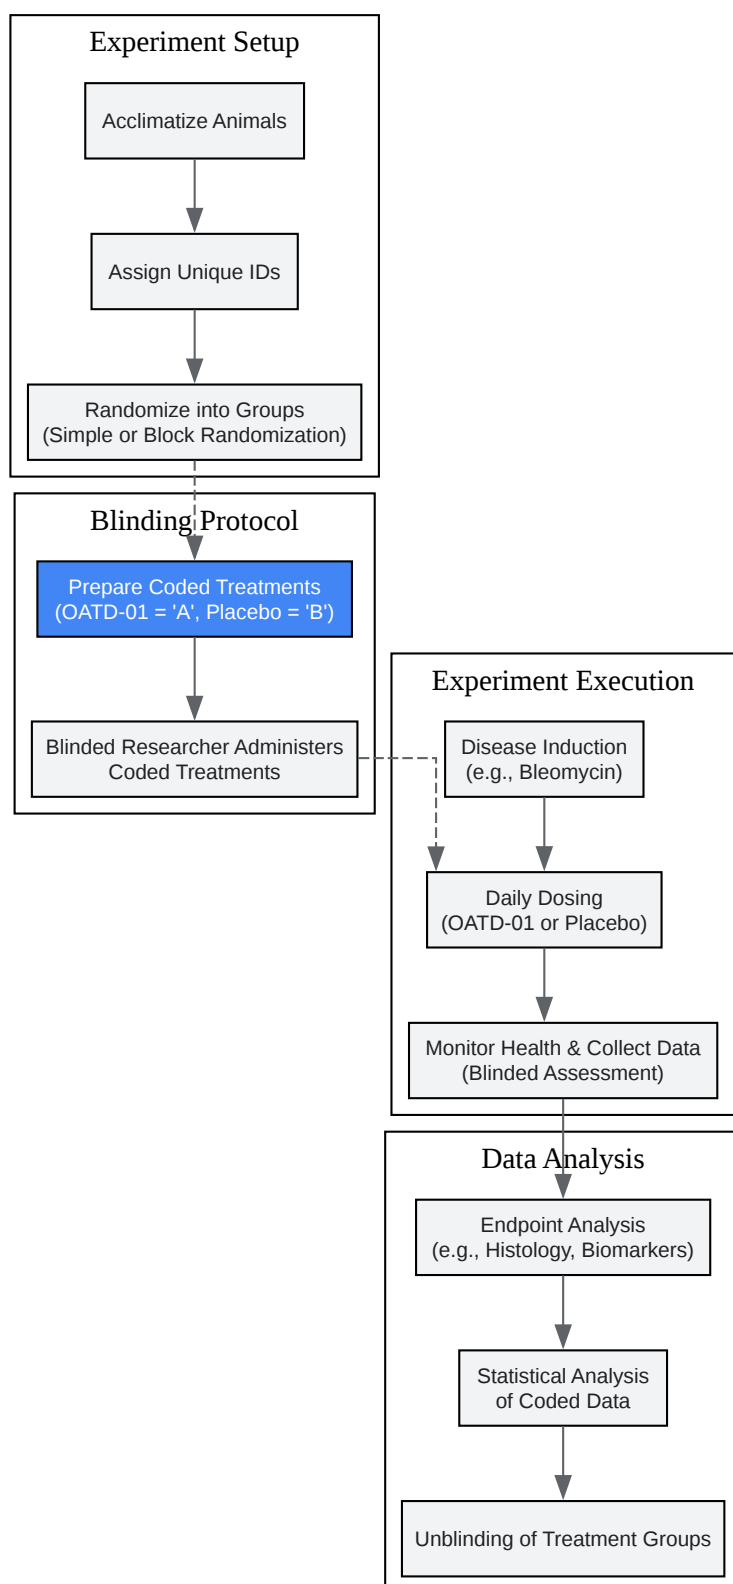 Experiment Setup
Acclimatize Animals
Assign Unique IDs
Randomize into Groups
(Simple or Block Randomization)
Blinding Protocol
Prepare Coded Treatments
(OATD-01 = 'A', Placebo = 'B')
Blinded Researcher Administers
Coded Treatments
Experiment Execution
Disease Induction
(e.g., Bleomycin)
Daily Dosing
(OATD-01 or Placebo)
Monitor Health & Collect Data
(Blinded Assessment)
Data Analysis
Endpoint Analysis
(e.g., Histology, Biomarkers)
Statistical Analysis
of Coded Data
Unblinding of Treatment Groups